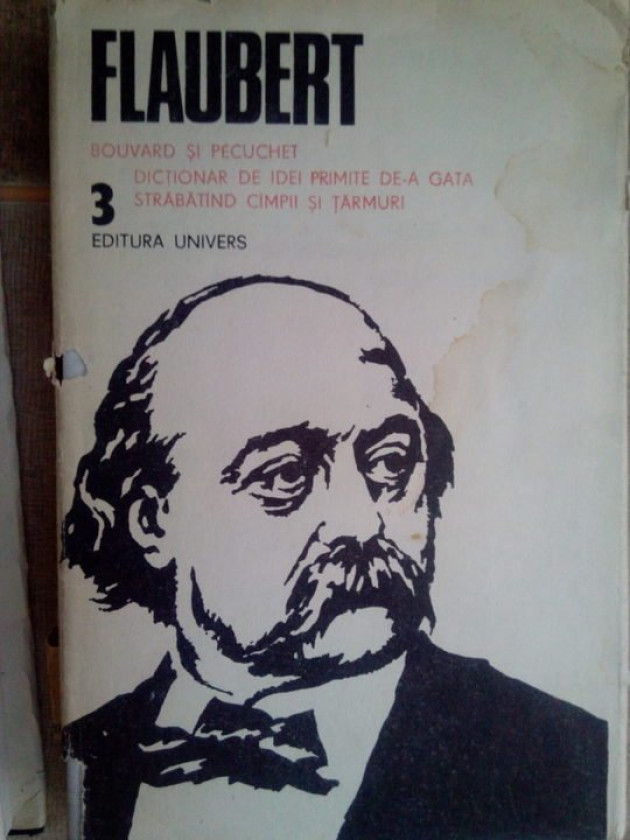 FLAUBERT
BOUVARD ȘI PECUCHET
DICȚIONAR DE IDEI PRIMITE DE-A GATA
3 STRĂBĂTÎND CÎMPII ȘI ȚĂRMURI
EDITURA UNIVERS